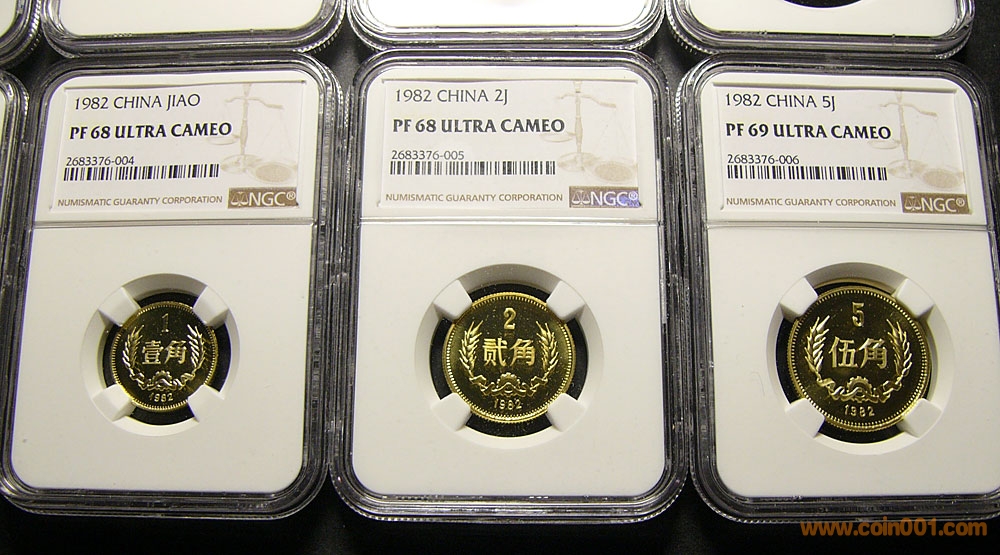 1982 CHINA JIAO
PF 68 ULTRA CAMEO
2683376-004
NUMISMATIC GUARANTY CORPORATION
NGC®
1
壹角
1982
1982 CHINA 2J
PF 68 ULTRA CAMEO
2683376-005
NUMISMATIC GUARANTY CORPORATION
NGC
2
贰角
1982
1982 CHINA 5J
PF 69 ULTRA CAMEO
2683376-006
NUMISMATIC GUARANTY CORPORATION
NGC®
5
伍角
1982
www.coin001.com